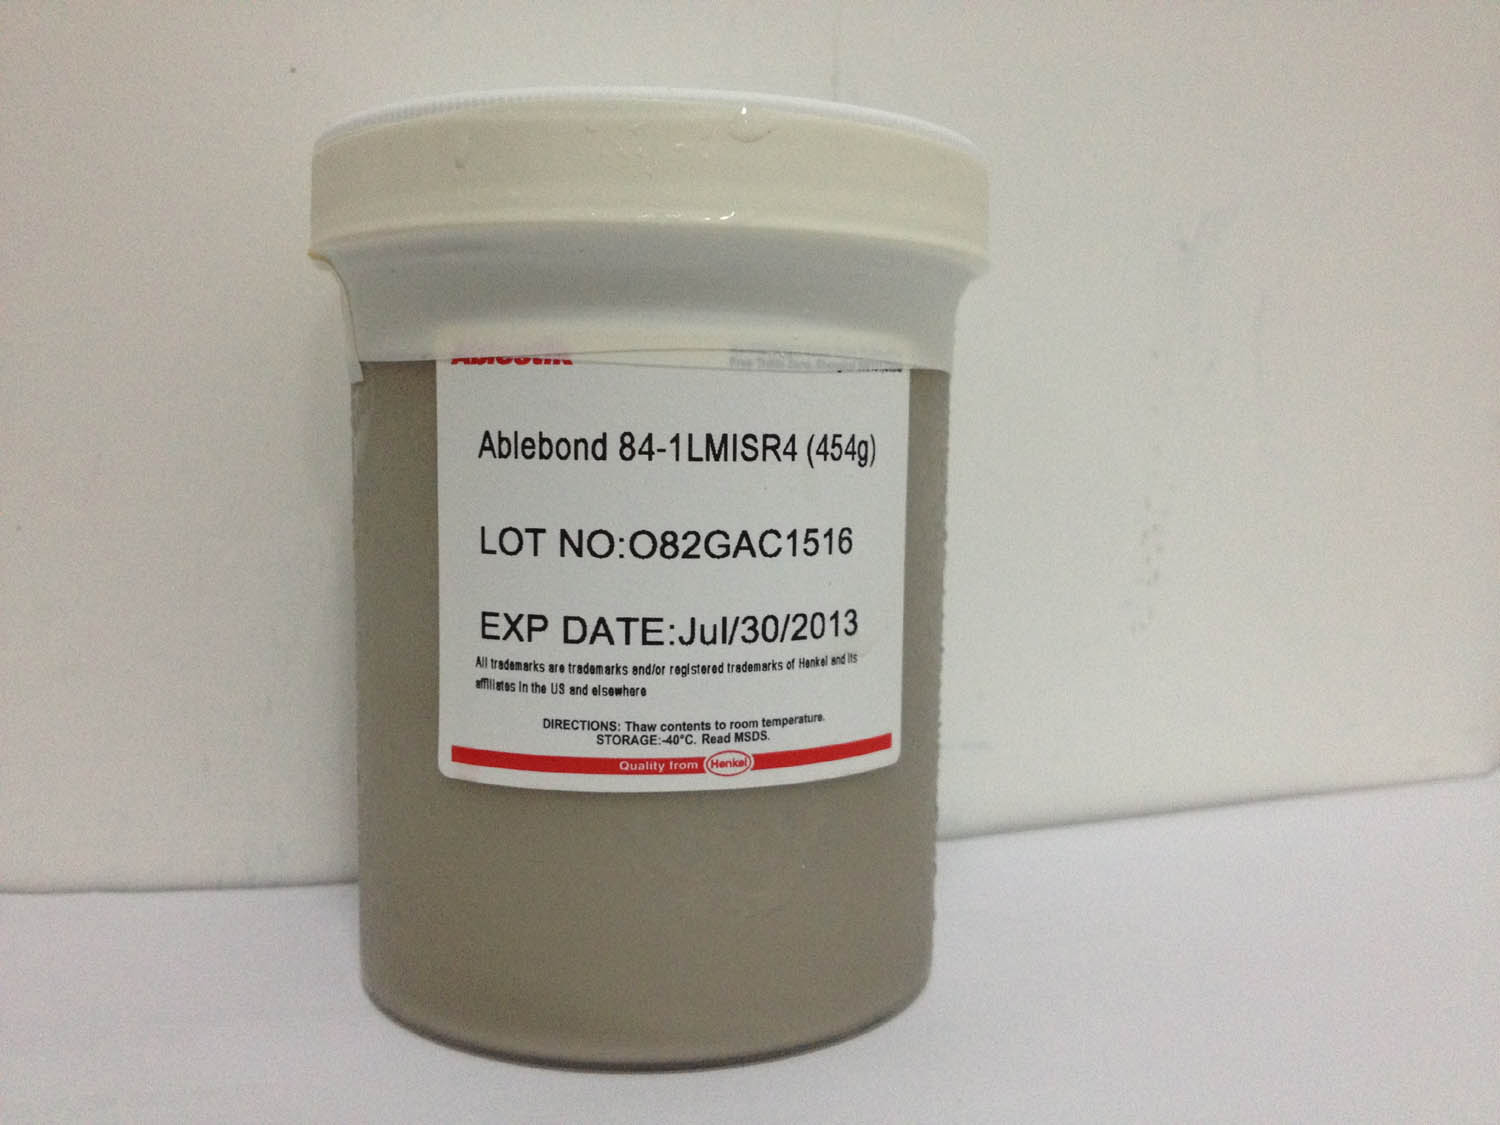 Ablestik
Ablebond 84-1LMISR4 (454g)
LOT NO:O82GAC1516
EXP DATE:Jul/30/2013
All trademarks are trademarks and/or registered trademarks of Henkel and its
affiliates in the US and elsewhere
DIRECTIONS: Thaw contents to room temperature.
STORAGE:-40°C. Read MSDS.
Quality from Henkel